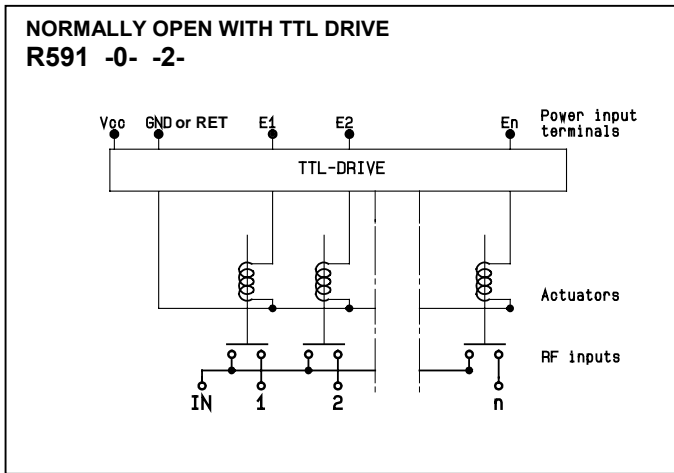 NORMALLY OPEN WITH TTL DRIVE
R591 -0- -2-
Vcc GND or RET E1 E2 En Power input
terminals
TTL-DRIVE
Actuators
RF inputs
IN 1 2 n